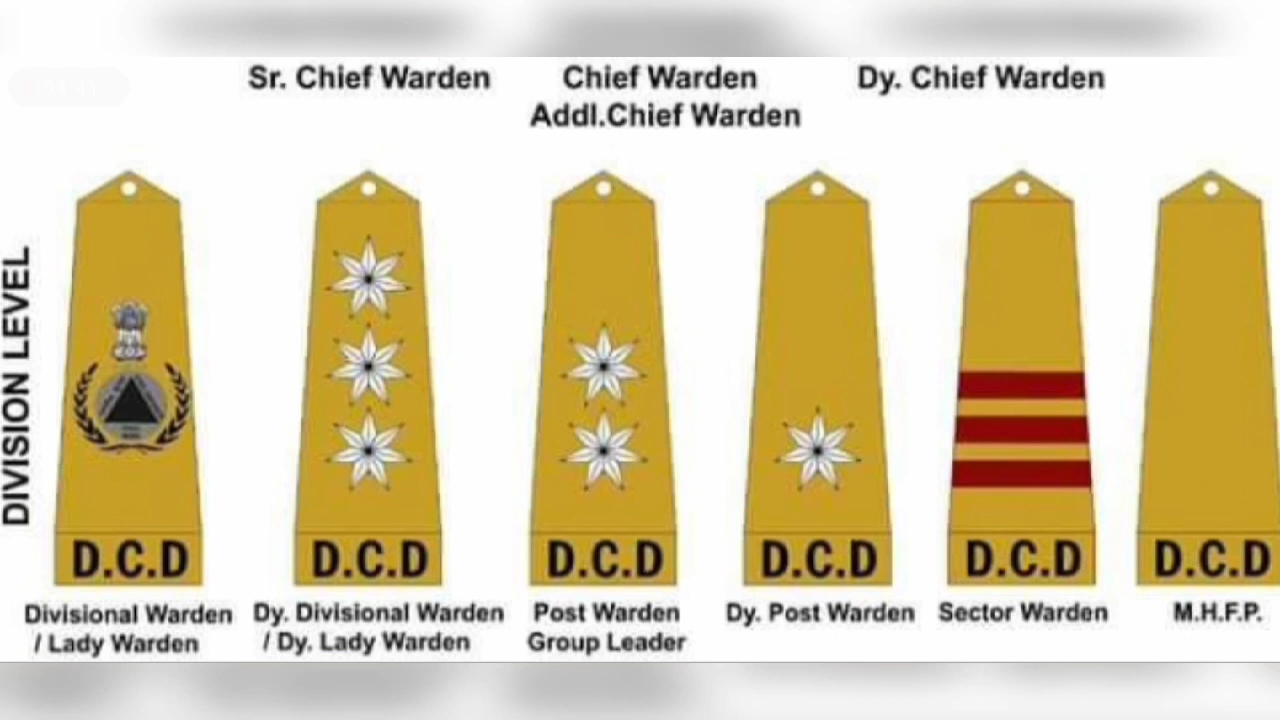 Sr. Chief Warden
Chief Warden
Addl.Chief Warden
Dy. Chief Warden
DIVISION LEVEL
D.C.D
D.C.D
D.C.D
D.C.D
D.C.D
D.C.D
Divisional Warden
/ Lady Warden
Dy. Divisional Warden
/ Dy. Lady Warden
Post Warden
Group Leader
Dy. Post Warden
Sector Warden
M.H.F.P.